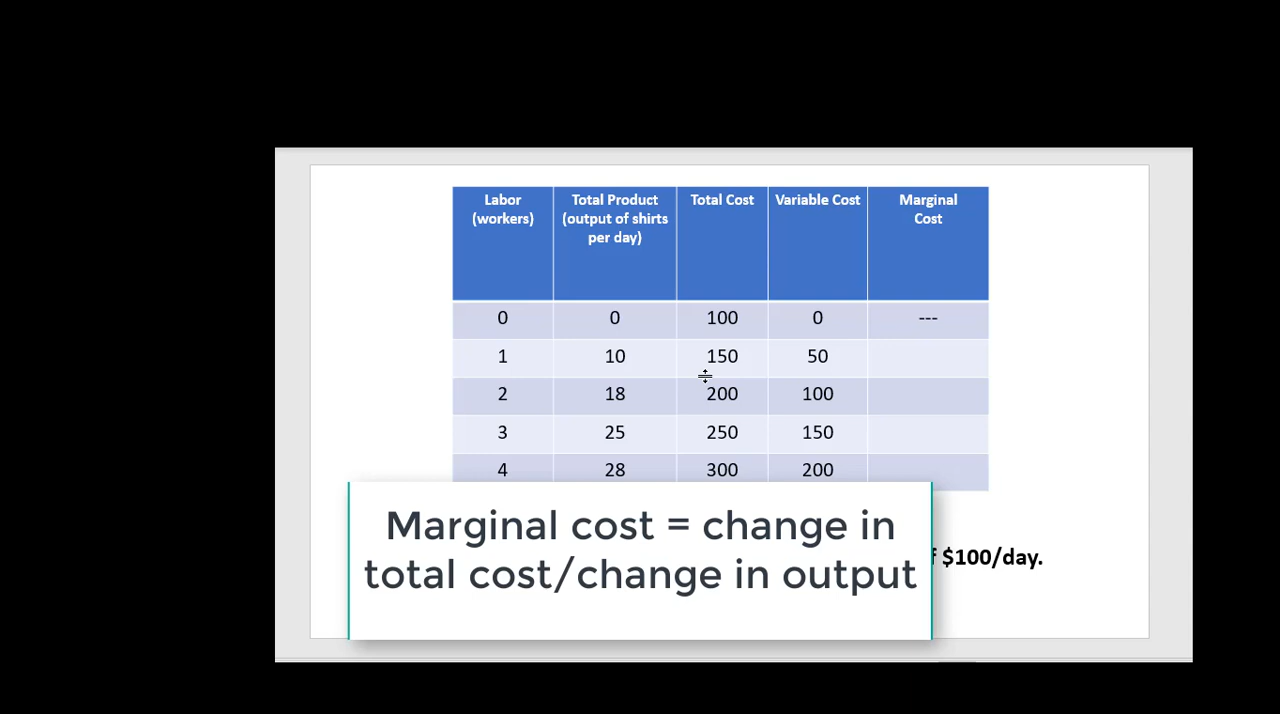 Labor Total Product Total Cost Variable Cost Marginal
(workers) (output of shirts Cost
per day)
0 0 100 0 ---
1 10 150 50
2 18 200 100
3 25 250 150
4 28 300 200
Marginal cost = change in
total cost/change in output
$100/day.